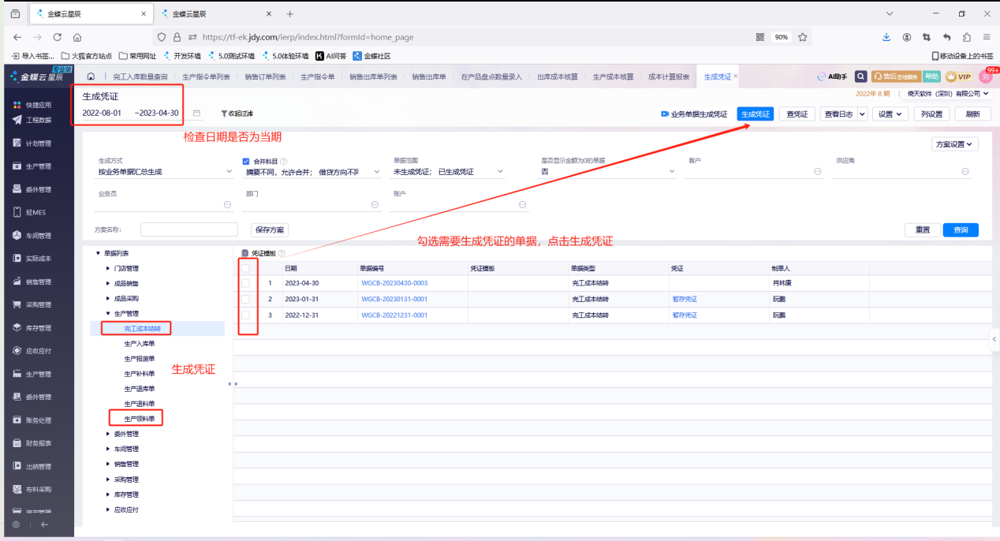 金蝶云星辰 ×
金蝶云星辰 × +
https://tf-ek.jdy.com/ierp/index.html?formId=home_page 90%
导入书签... 火狐官方站点 常用网址 开发环境 5.0测试环境 5.0体验环境 AI问答 金蝶社区 移动设备上的书签
金蝶云星辰 专业版
完工入库数量查询 生产指令单列表 销售订单列表 生产指令单 销售出库单列表 销售出库单 在产品盘点数量录入 出库成本核算 生产成本核算 成本计算报表 生成凭证 ×
AI助手 售后在线服务 帮助 VIP 刘 99+
2022年 8 期 倚天软件(深圳)有限公司
快捷应用
工程数据
计划管理
生产管理
委外管理
轻MES
车间管理
实际成本
销售管理
采购管理
库存管理
应收应付
生产管理
委外管理
账务处理
财务报表
出纳管理
布料采购
资产管理
生成凭证
2022-08-01 ~2023-04-30 收起过滤
检查日期是否为当期
业务单据生成凭证 生成凭证 查凭证 查看日志 设置 列设置 刷新
方案设置
生成方式 合并科目 单据范围 是否显示金额为0的单据 客户 供应商
按业务单据汇总生成 摘要不同,允许合并; 借贷方向不同 未生成凭证; 已生成凭证 否
业务员 部门 账户
方案名称: 保存方案 重置 查询
勾选需要生成凭证的单据,点击生成凭证
单据列表
门店管理
成品销售
成品采购
生产管理
完工成本结转
生产入库单
生产报废单
生产补料单
生产退库单
生产退料单
生产领料单
委外管理
车间管理
销售管理
采购管理
库存管理
应收应付
生成凭证
凭证模板
日期 单据编号 凭证模板 单据类型 凭证 制单人
1 2023-04-30 WGCB-20230430-0003 完工成本结转 肖林康
2 2023-01-31 WGCB-20230131-0001 完工成本结转 暂存凭证 阮鹏
3 2022-12-31 WGCB-20221231-0001 完工成本结转 暂存凭证 阮鹏